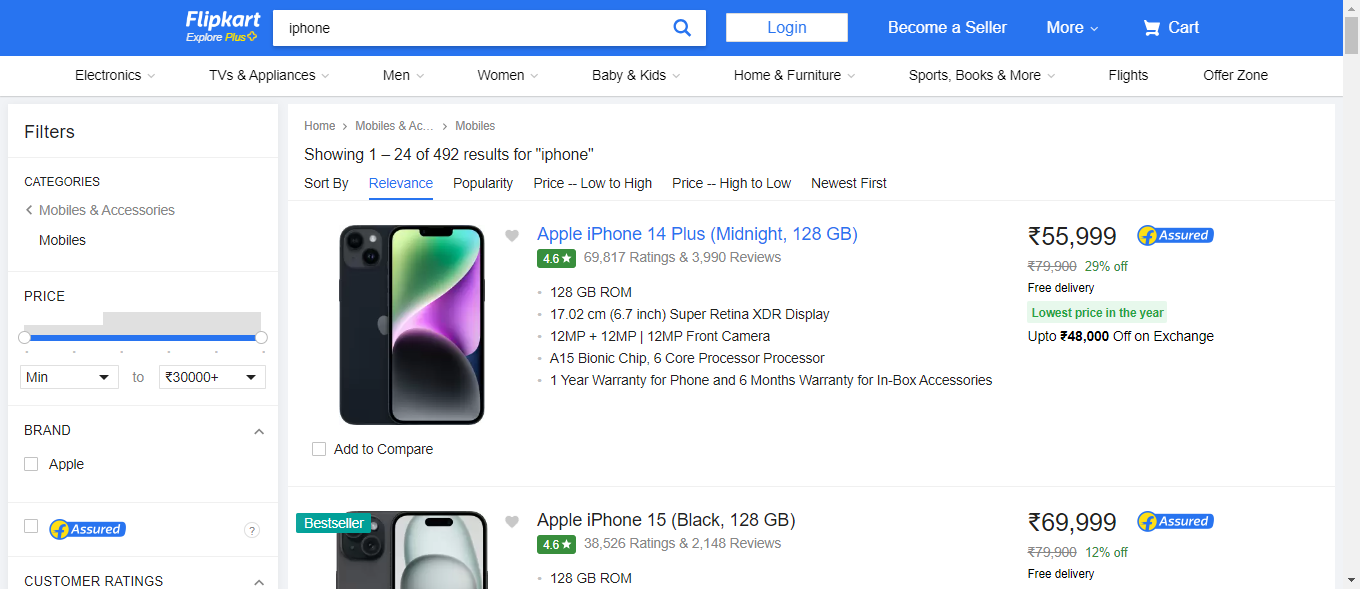 Flipkart
Explore Plus
iphone
Login
Become a Seller
More
Cart
Electronics
TVs & Appliances
Men
Women
Baby & Kids
Home & Furniture
Sports, Books & More
Flights
Offer Zone
Filters
CATEGORIES
Mobiles & Accessories
Mobiles
PRICE
Min
to
₹30000+
BRAND
Apple
Assured
?
CUSTOMER RATINGS
Home
Mobiles & Ac...
Mobiles
Showing 1 – 24 of 492 results for "iphone"
Sort By
Relevance
Popularity
Price -- Low to High
Price -- High to Low
Newest First
Apple iPhone 14 Plus (Midnight, 128 GB)
4.6★ 69,817 Ratings & 3,990 Reviews
128 GB ROM
17.02 cm (6.7 inch) Super Retina XDR Display
12MP + 12MP | 12MP Front Camera
A15 Bionic Chip, 6 Core Processor Processor
1 Year Warranty for Phone and 6 Months Warranty for In-Box Accessories
Add to Compare
₹55,999
Assured
₹79,900 29% off
Free delivery
Lowest price in the year
Upto ₹48,000 Off on Exchange
Bestseller
Apple iPhone 15 (Black, 128 GB)
4.6★ 38,526 Ratings & 2,148 Reviews
128 GB ROM
₹69,999
Assured
₹79,900 12% off
Free delivery